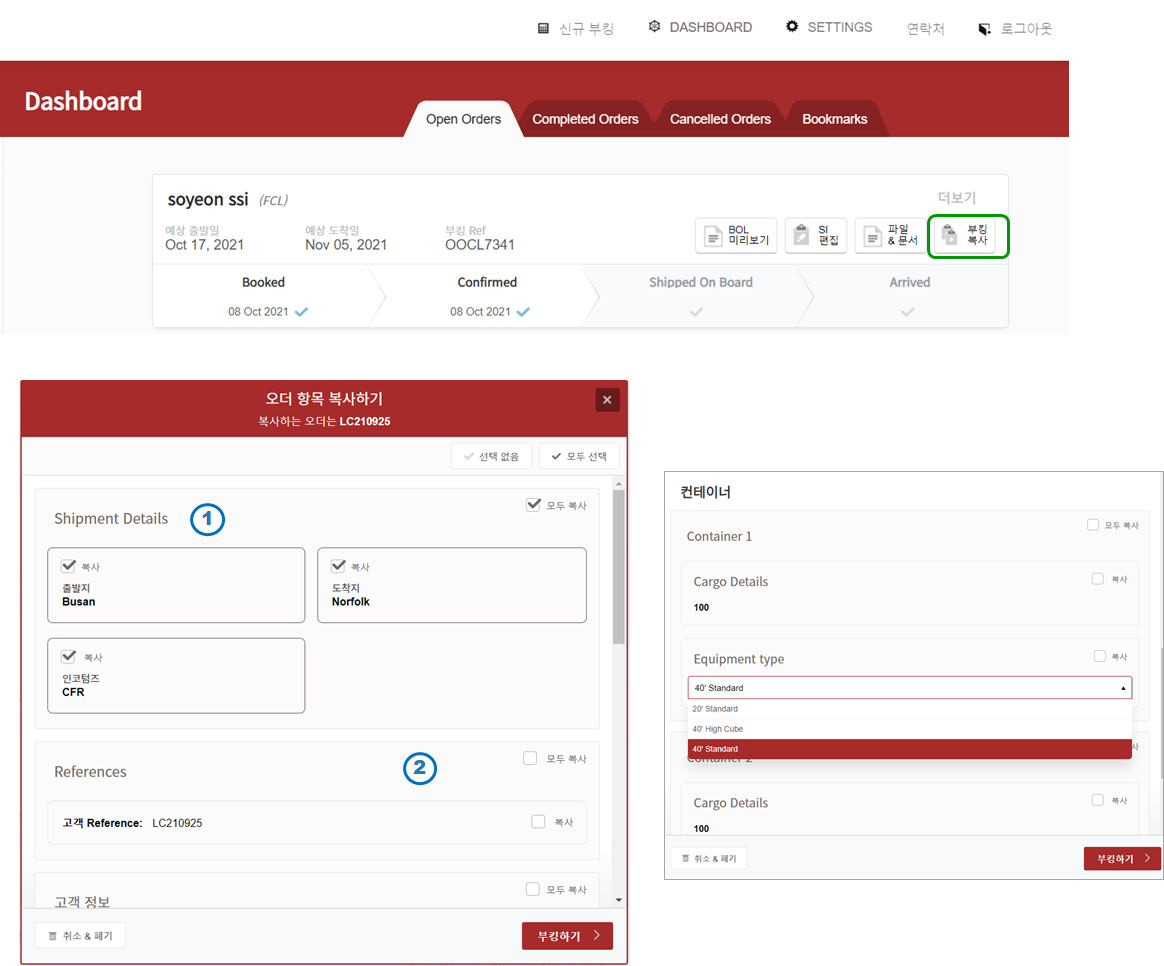 신규 부킹
DASHBOARD
SETTINGS
연락처
로그아웃
Dashboard
Open Orders
Completed Orders
Cancelled Orders
Bookmarks
soyeon ssi (FCL)
더보기
예상 출발일
Oct 17, 2021
예상 도착일
Nov 05, 2021
부킹 Ref
OOCL7341
BOL
미리보기
SI
편집
파일
& 문서
부킹
복사
Booked
08 Oct 2021
Confirmed
08 Oct 2021
Shipped On Board
Arrived
오더 항목 복사하기
복사하는 오더는 LC210925
선택 없음
모두 선택
Shipment Details
1
모두 복사
복사
출발지
Busan
복사
도착지
Norfolk
복사
인코텀즈
CFR
References
2
모두 복사
고객 Reference: LC210925
복사
고객 정보
모두 복사
취소 & 폐기
부킹하기
컨테이너
Container 1
모두 복사
Cargo Details
복사
100
Equipment type
복사
40' Standard
20' Standard
40' High Cube
40' Standard
Container 2
Cargo Details
복사
100
취소 & 폐기
부킹하기